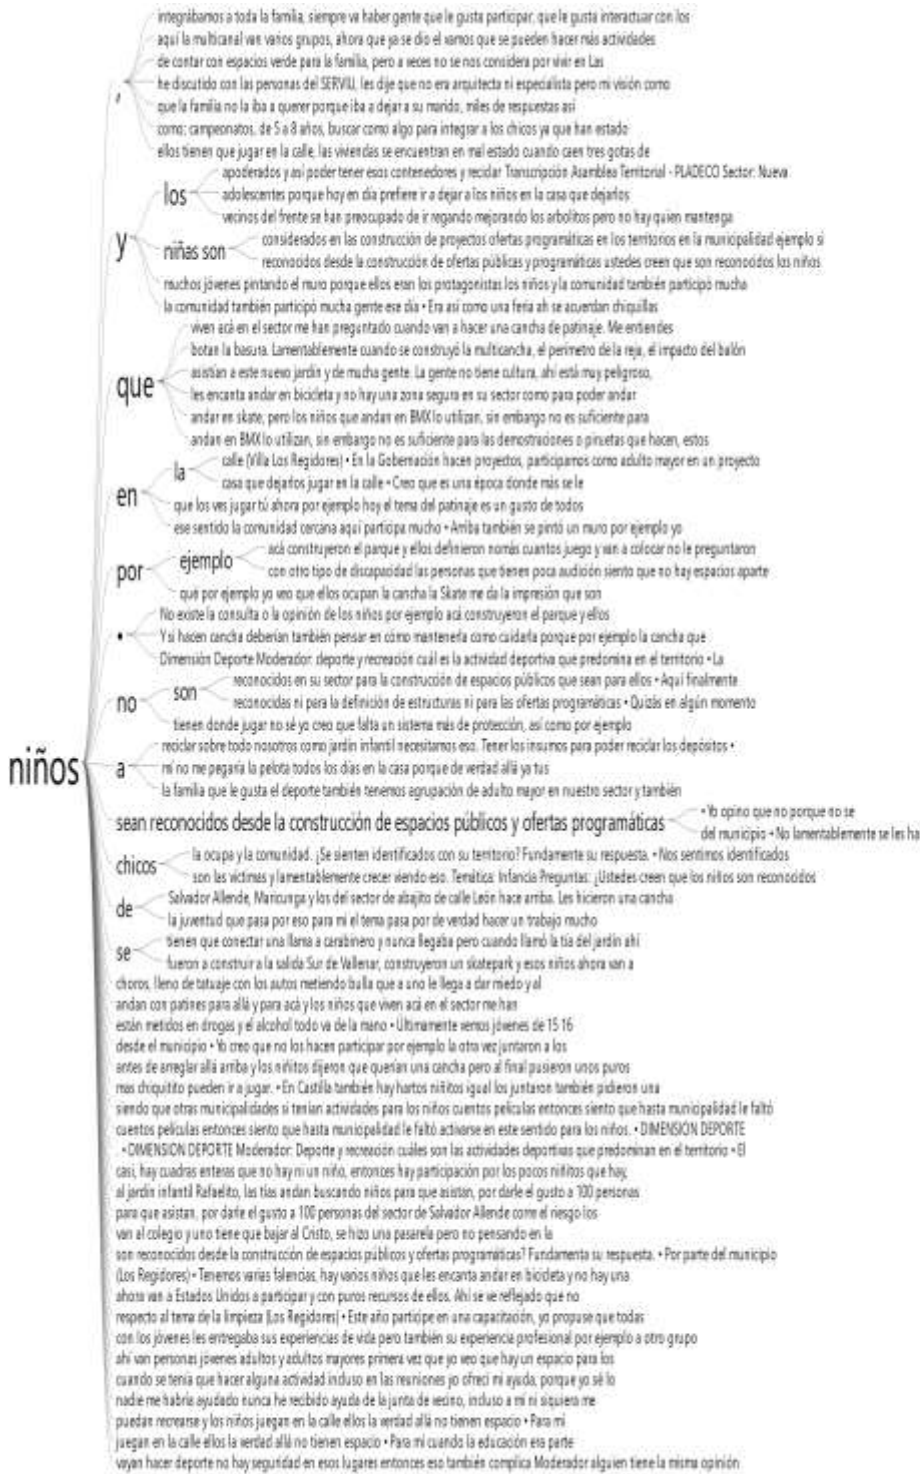 integrábamos a toda la familia, siempre va haber gente que le gusta participar, que le gusta interactuar con los
aquí la multicanal van varios grupos, ahora que ya se dio el vamos que se pueden hacer más actividades
de contar con espacios verde para la familia, pero a veces no se nos considera por vivir en Las
,
he discutido con las personas del SERVIU, les dije que no era arquitecta ni especialista pero mi visión como
que la familia no la iba a querer porque iba a dejar a su marido, miles de respuestas así
como: campeonatos, de 5 a 8 años, buscar como algo para integrar a los chicos ya que han estado
ellos tienen que jugar en la calle, las viviendas se encuentran en mal estado cuando caen tres gotas de
y
los
apoderados y así poder tener esos contenedores y reciclar Transcripción Asamblea Territorial - PLADECO Sector: Nueva
adolescentes porque hoy en día prefiere ir a dejar a los niños en la casa que dejarlos
vecinos del frente se han preocupado de ir regando mejorando los arbolitos pero no hay quien mantenga
niñas son
considerados en las construcción de proyectos ofertas programáticas en los territorios en la municipalidad ejemplo si
reconocidos desde la construcción de ofertas públicas y programáticas ustedes creen que son reconocidos los niños
muchos jóvenes pintando el muro porque ellos eran los protagonistas los niños y la comunidad también participó mucha
la comunidad también participó mucha gente ese día • Era así como una feria ah se acuerdan chiquillas
que
viven acá en el sector me han preguntado cuando van a hacer una cancha de patinaje. Me entiendes
botan la basura. Lamentablemente cuando se construyó la multicancha, el perímetro de la reja, el impacto del balón
asistían a este nuevo jardín y de mucha gente. La gente no tiene cultura, ahí está muy peligroso,
les encanta andar en bicicleta y no hay una zona segura en su sector como para poder andar
andar en skate, pero los niños que andan en BMX lo utilizan, sin embargo no es suficiente para
andan en BMX lo utilizan, sin embargo no es suficiente para las demostraciones o piruetas que hacen, estos
en
la
calle (Villa Los Regidores) • En la Gobernación hacen proyectos, participamos como adulto mayor en un proyecto
casa que dejarlos jugar en la calle • Creo que es una época donde más se le
que los ves jugar tú ahora por ejemplo hoy el tema del patinaje es un gusto de todos
ese sentido la comunidad cercana aquí participa mucho • Arriba también se pintó un muro por ejemplo yo
por
ejemplo
acá construyeron el parque y ellos definieron nomás cuantos juego y van a colocar no le preguntaron
con otro tipo de discapacidad las personas que tienen poca audición siento que no hay espacios aparte
que por ejemplo yo veo que ellos ocupan la cancha la Skate me da la impresión que son
•
No existe la consulta o la opinión de los niños por ejemplo acá construyeron el parque y ellos
Y si hacen cancha deberían también pensar en cómo mantenerla como cuidarla porque por ejemplo la cancha que
Dimensión Deporte Moderador: deporte y recreación cuál es la actividad deportiva que predomina en el territorio • La
no
son
reconocidos en su sector para la construcción de espacios públicos que sean para ellos • Aquí finalmente
reconocidas ni para la definición de estructuras ni para las ofertas programáticas • Quizás en algún momento
tienen donde jugar no sé yo creo que falta un sistema más de protección, así como por ejemplo
niños
a
reciclar sobre todo nosotros como jardín infantil necesitamos eso. Tener los insumos para poder reciclar los depósitos •
mí no me pegaría la pelota todos los días en la casa porque de verdad allá ya tus
la familia que le gusta el deporte también tenemos agrupación de adulto mayor en nuestro sector y también
sean reconocidos desde la construcción de espacios públicos y ofertas programáticas
• Yo opino que no porque no se
del municipio • No lamentablemente se les ha
chicos
la ocupa y la comunidad. ¿Se sienten identificados con su territorio? Fundamente su respuesta. • Nos sentimos identificados
son las víctimas y lamentablemente crecer viendo eso. Temática: Infancia Preguntas: ¿Ustedes creen que los niños son reconocidos
de
Salvador Allende, Maricunga y los del sector de abajito de calle León hace arriba. Les hicieron una cancha
la juventud que pasa por eso para mi el tema pasa por de verdad hacer un trabajo mucho
se
tienen que conectar una llama a carabinero y nunca llegaba pero cuando llamó la tía del jardín ahí
fueron a construir a la salida Sur de Vallenar, construyeron un skatepark y esos niños ahora van a
choros, lleno de tatuaje con los autos metiendo bulla que a uno le llega a dar miedo y al
andan con patines para allá y para acá y los niños que viven acá en el sector me han
están metidos en drogas y el alcohol todo va de la mano • Últimamente vemos jóvenes de 15 16
desde el municipio • Yo creo que no los hacen participar por ejemplo la otra vez juntaron a los
antes de arreglar allá arriba y los niñitos dijeron que querían una cancha pero al final pusieron unos puros
mas chiquitito pueden ir a jugar. • En Castilla también hay hartos niñitos igual los juntaron también pidieron una
siendo que otras municipalidades si tenían actividades para los niños cuentos películas entonces siento que hasta municipalidad le faltó
cuentos películas entonces siento que hasta municipalidad le faltó activarse en este sentido para los niños. • DIMENSION DEPORTE
. • DIMENSION DEPORTE Moderador: Deporte y recreación cuáles son las actividades deportivas que predominan en el territorio • El
casi, hay cuadras enteras que no hay ni un niño, entonces hay participación por los pocos niñitos que hay,
al jardín infantil Rafaelito, las tías andan buscando niños para que asistan, por darle el gusto a 100 personas
para que asistan, por darle el gusto a 100 personas del sector de Salvador Allende corre el riesgo los
van al colegio y uno tiene que bajar al Cristo, se hizo una pasarela pero no pensando en la
son reconocidos desde la construcción de espacios públicos y ofertas programáticas? Fundamenta su respuesta. • Por parte del municipio
(Los Regidores) • Tenemos varias falencias, hay varios niños que les encanta andar en bicicleta y no hay una
ahora van a Estados Unidos a participar y con puros recursos de ellos. Ahí se ve reflejado que no
respecto al tema de la limpieza (Los Regidores) • Este año participe en una capacitación, yo propuse que todas
con los jóvenes les entregaba sus experiencias de vida pero también su experiencia profesional por ejemplo a otro grupo
ahí van personas jóvenes adultos y adultos mayores primera vez que yo veo que hay un espacio para los
cuando se tenía que hacer alguna actividad incluso en las reuniones yo ofrecí mi ayuda, porque yo sé lo
nadie me habría ayudado nunca he recibido ayuda de la junta de vecino, incluso a mi ni siquiera me
puedan recrearse y los niños juegan en la calle ellos la verdad allá no tienen espacio • Para mí
juegan en la calle ellos la verdad allá no tienen espacio • Para mí cuando la educación era parte
vayan hacer deporte no hay seguridad en esos lugares entonces eso también complica Moderador alguien tiene la misma opinión